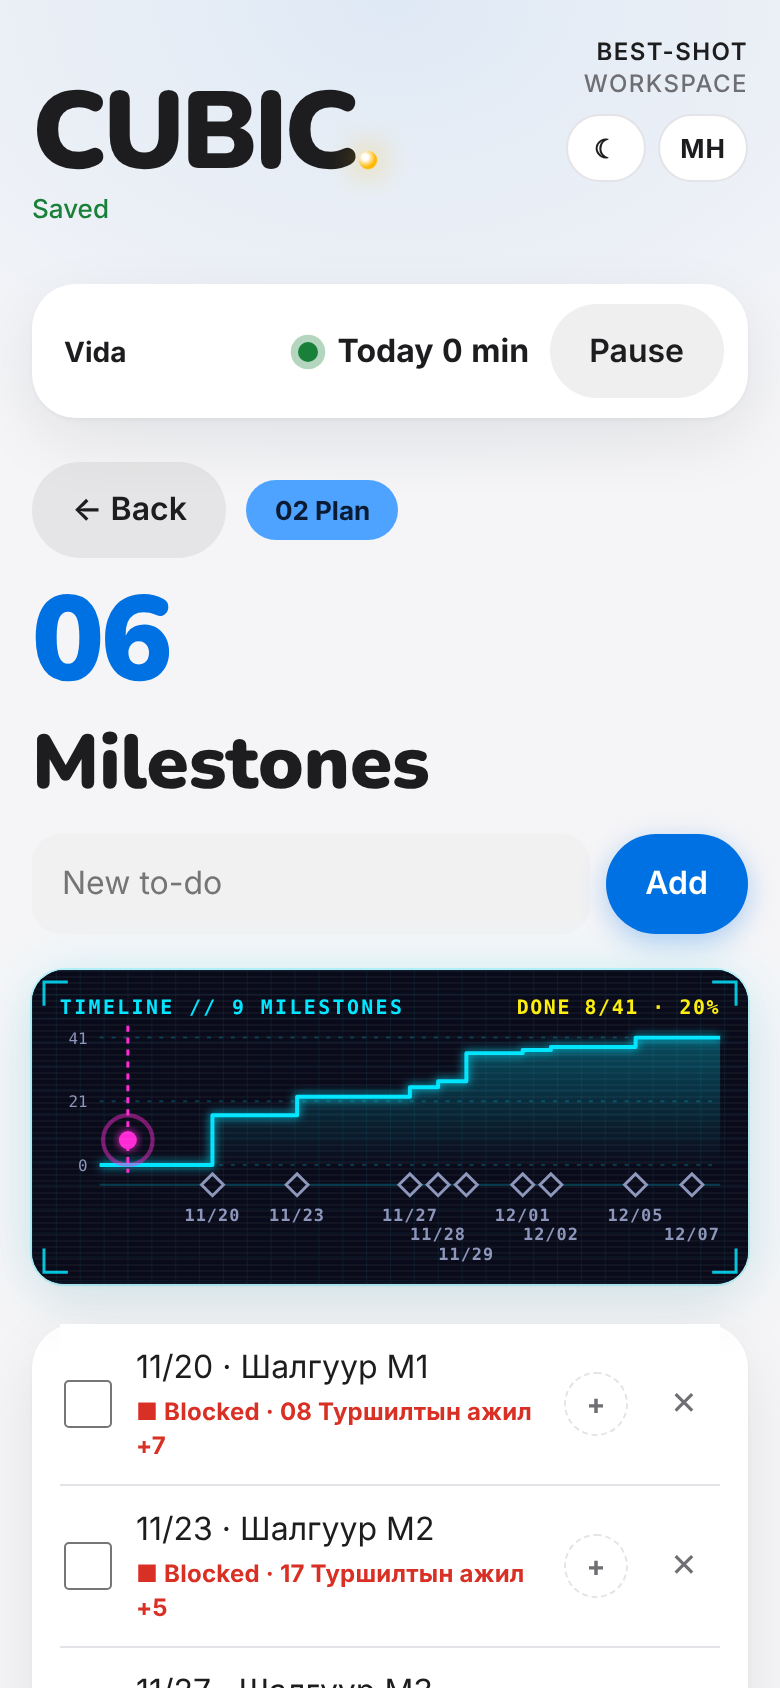 BEST-SHOT
WORKSPACE
CUBIC.
☾ MH
Saved
Vida
Today 0 min
Pause
← Back
02 Plan
06
Milestones
New to-do
Add
TIMELINE // 9 MILESTONES
DONE 8/41 · 20%
41
21
0
11/20 11/23 11/27 12/01 12/05
11/28 12/02 12/07
11/29
11/20 · Шалгуур M1
■ Blocked · 08 Туршилтын ажил
+7
+ ✕
11/23 · Шалгуур M2
■ Blocked · 17 Туршилтын ажил
+5
+ ✕